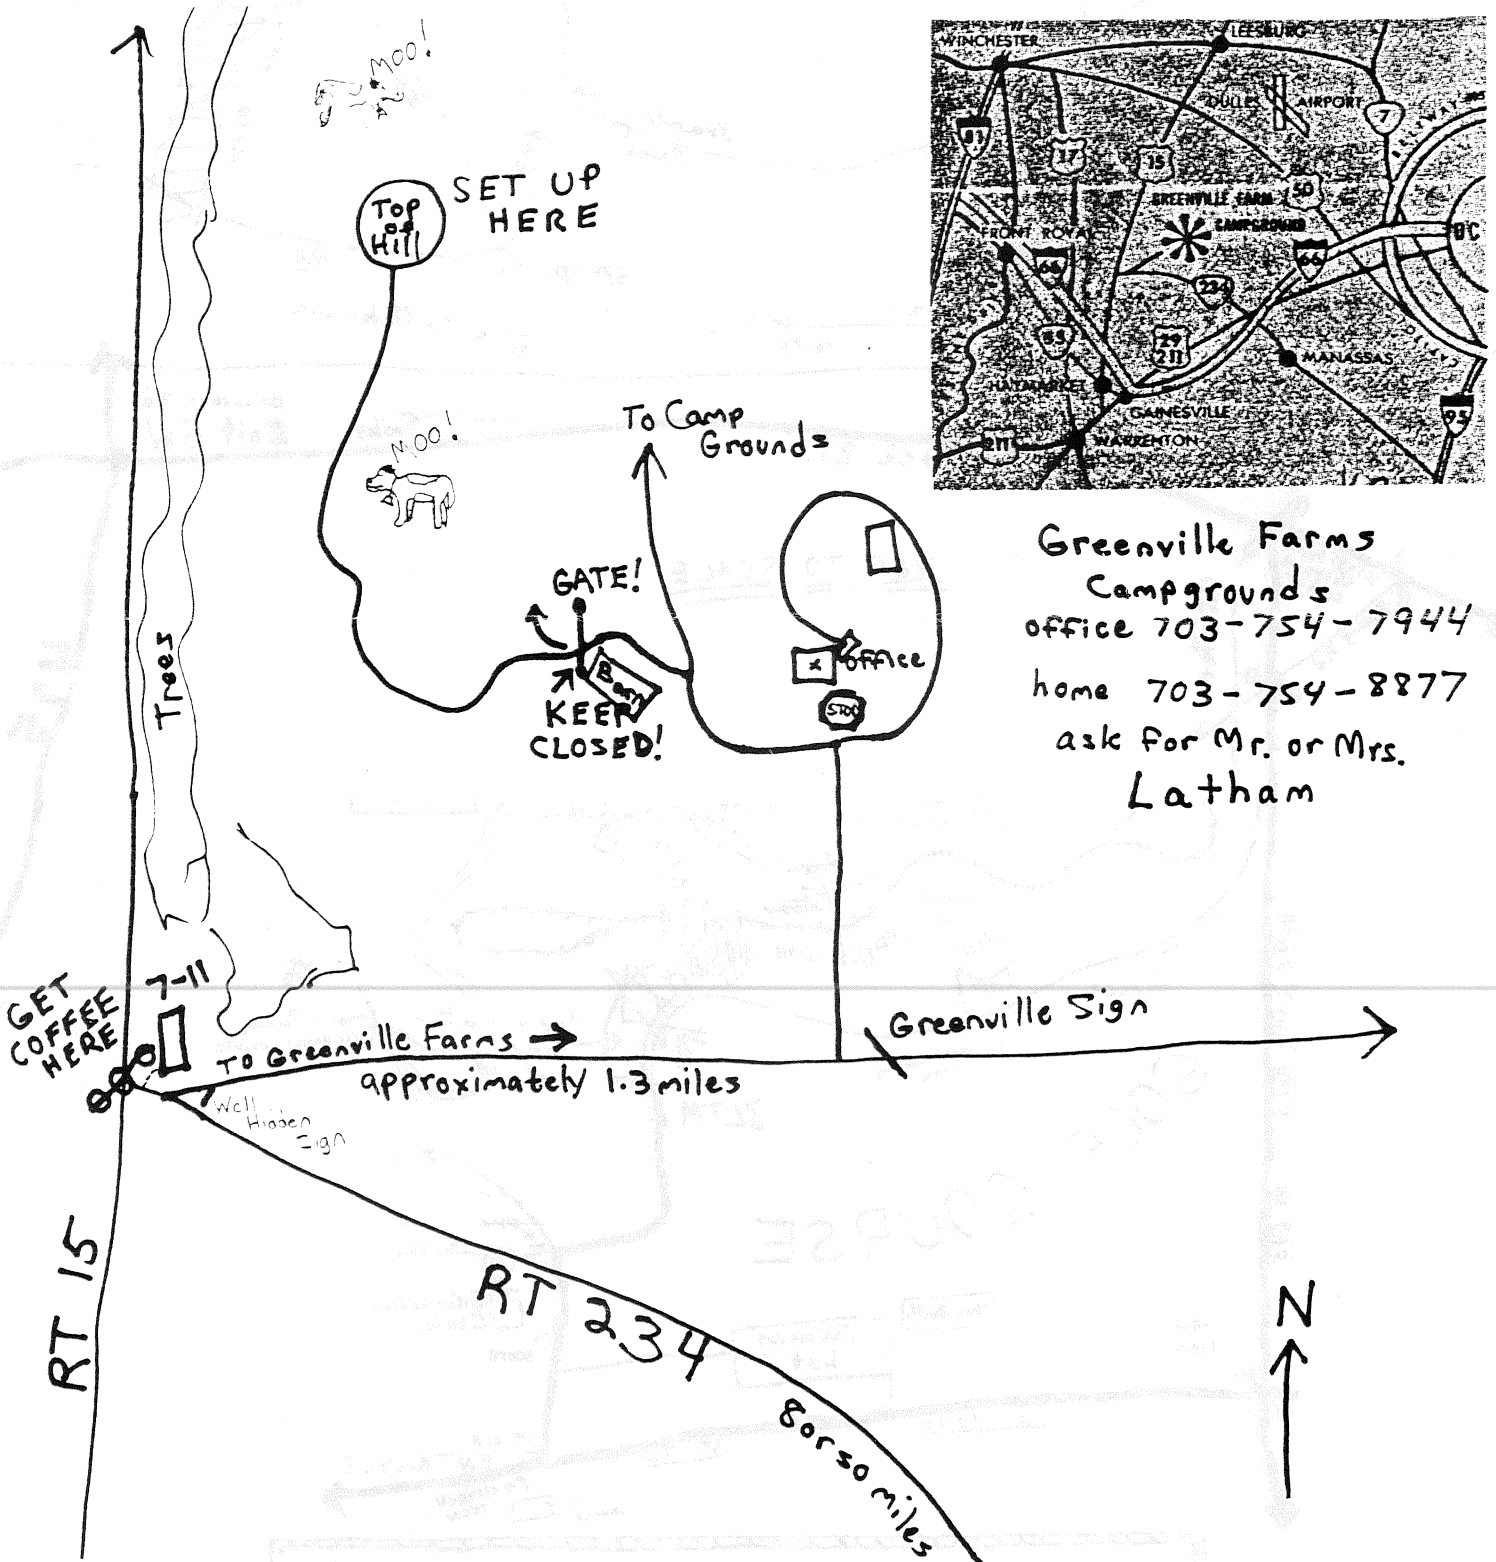 MOO!
SET UP
HERE
TOP
OF
Hill
WINCHESTER
LEESBURG
DULLES
AIRPORT
7
BELTWAY 495
81
17
15
50
GREENVILLE FARM
CAMPGROUND
FRONT ROYAL
66
66
DC
234
55
29
211
MANASSAS
HAYMARKET
GAINESVILLE
95
211
WARRENTON
MOO!
To Camp
Grounds
GATE!
Barn
KEEP
CLOSED!
x
office
STOP
Trees
Greenville Farms
Campgrounds
office 703-754-7944
home 703-754-8877
ask for Mr. or Mrs.
Latham
7-11
GET
COFFEE
HERE
TO Greenville Farms
approximately 1.3 miles
Greenville Sign
Well
Hidden
Sign
RT 15
RT 234
8 or so miles
N